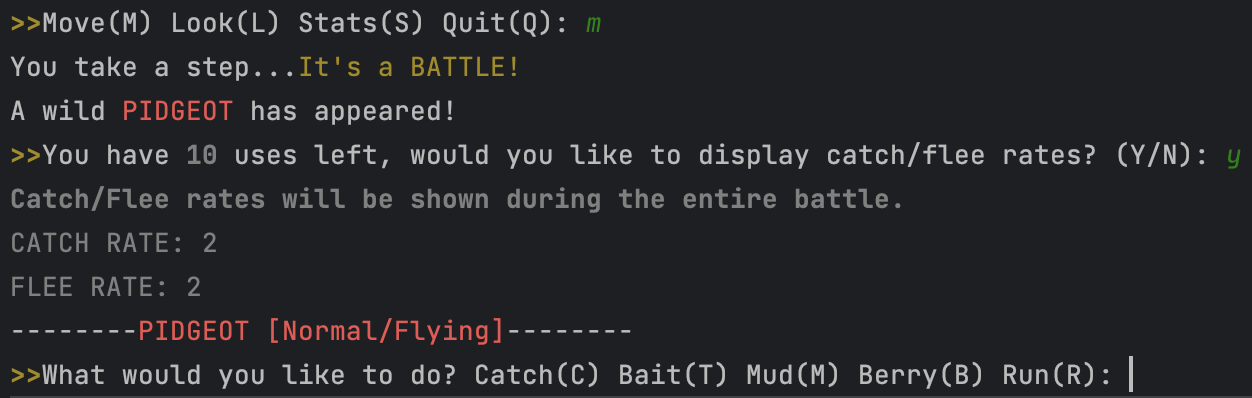 >>Move(M) Look(L) Stats(S) Quit(Q): m
You take a step...It's a BATTLE!
A wild PIDGEOT has appeared!
>>You have 10 uses left, would you like to display catch/flee rates? (Y/N): y
Catch/Flee rates will be shown during the entire battle.
CATCH RATE: 2
FLEE RATE: 2
--------PIDGEOT [Normal/Flying]--------
>>What would you like to do? Catch(C) Bait(T) Mud(M) Berry(B) Run(R):